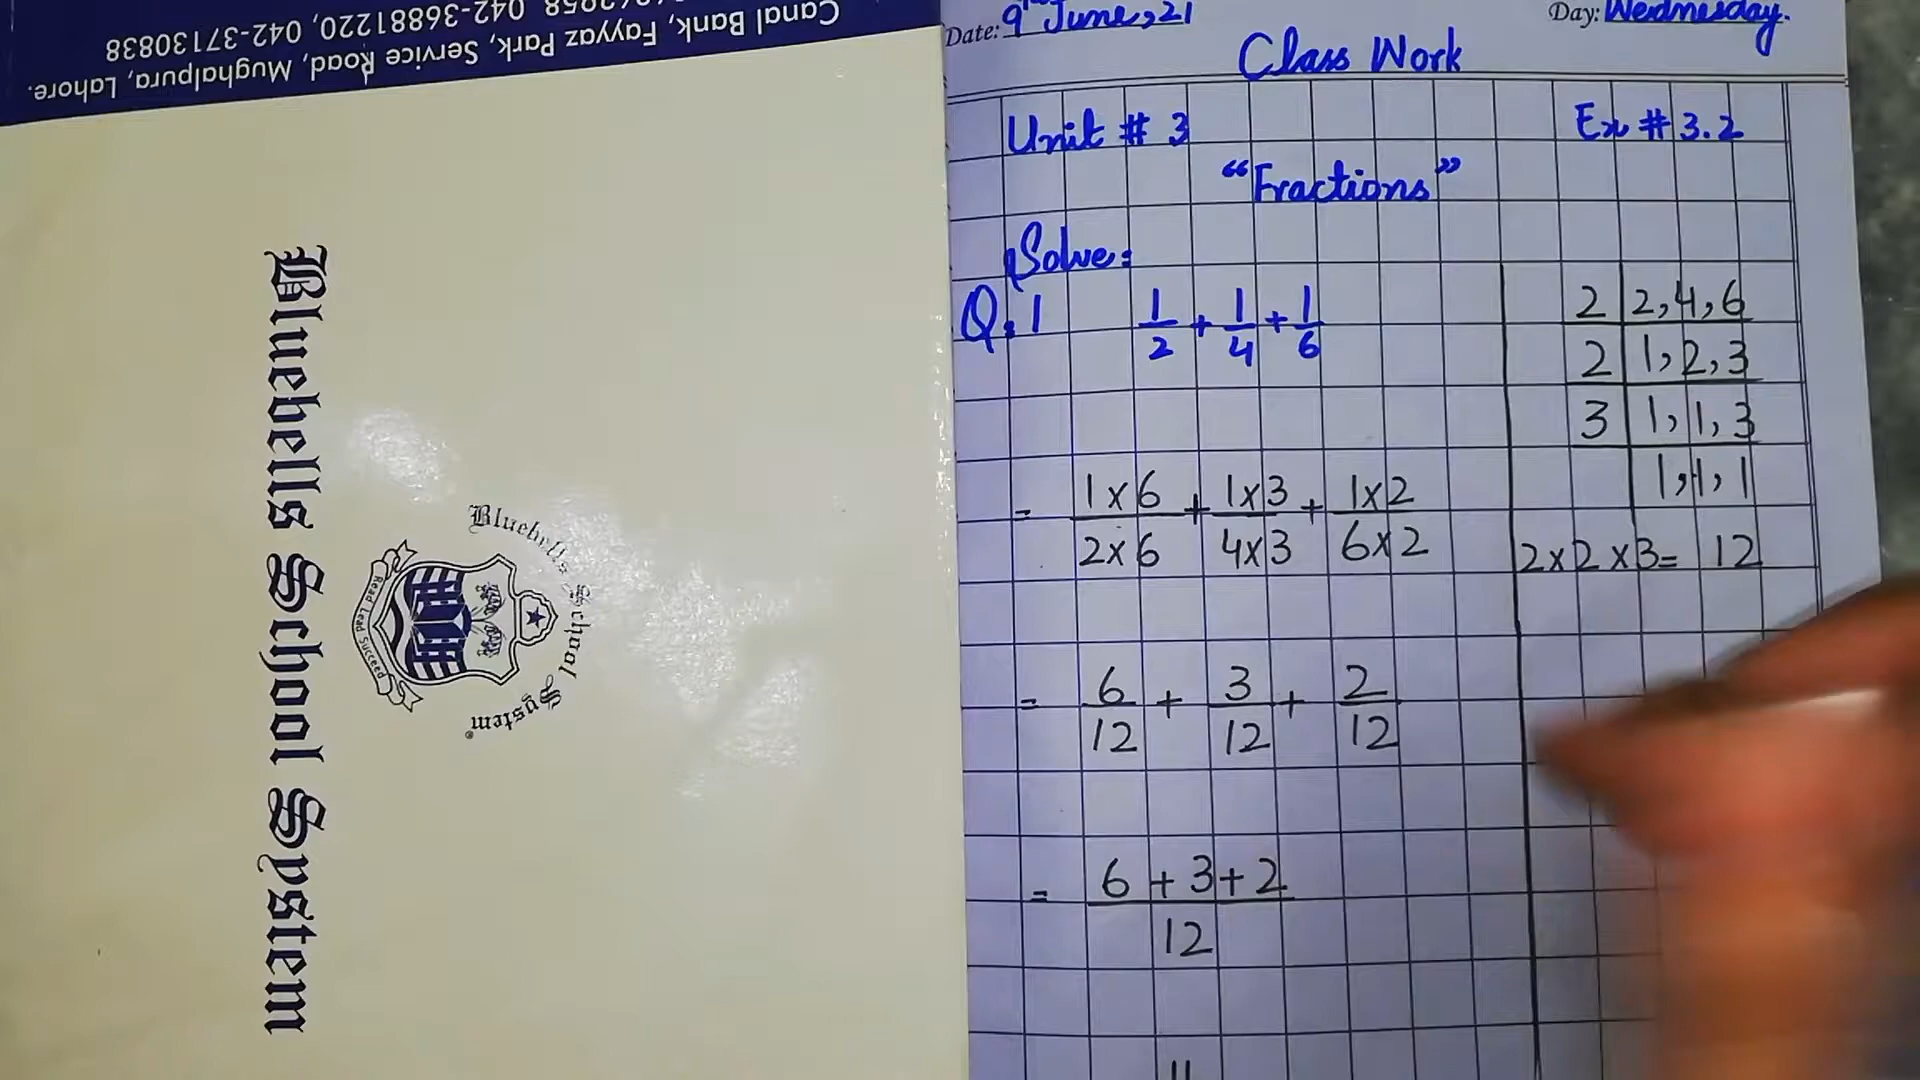 Canal Bank, Fayyaz Park, Service Road, Mughalpura, Lahore.
042-36881220, 042-37130838
Bluebells School System
Bluebells School System
Read Lead Succeed
Date: 9th June, 21
Day: Wednesday.
Class Work
Unit # 3 Ex # 3.2
“Fractions”
Solve:
Q.1 1/2 + 1/4 + 1/6
= 1x6/2x6 + 1x3/4x3 + 1x2/6x2
= 6/12 + 3/12 + 2/12
= 6+3+2/12
11
2 | 2,4,6
2 | 1,2,3
3 | 1,1,3
1,1,1
2x2x3= 12